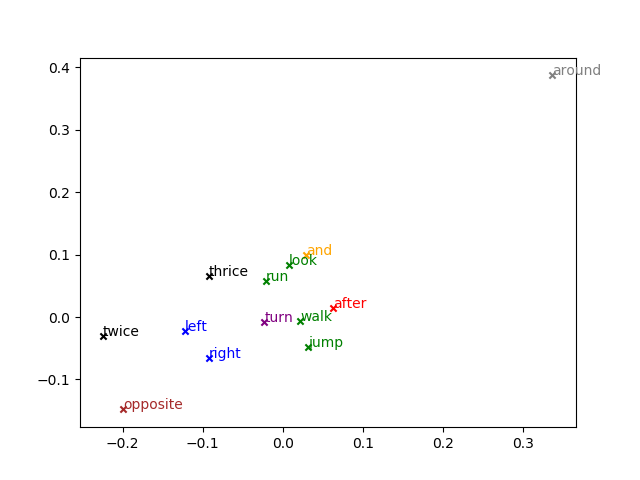 0.4
around
0.3
0.2
0.1
and
look
thrice
run
after
0.0
turn
walk
left
twice
jump
right
−0.1
opposite
−0.2
−0.1
0.0
0.1
0.2
0.3